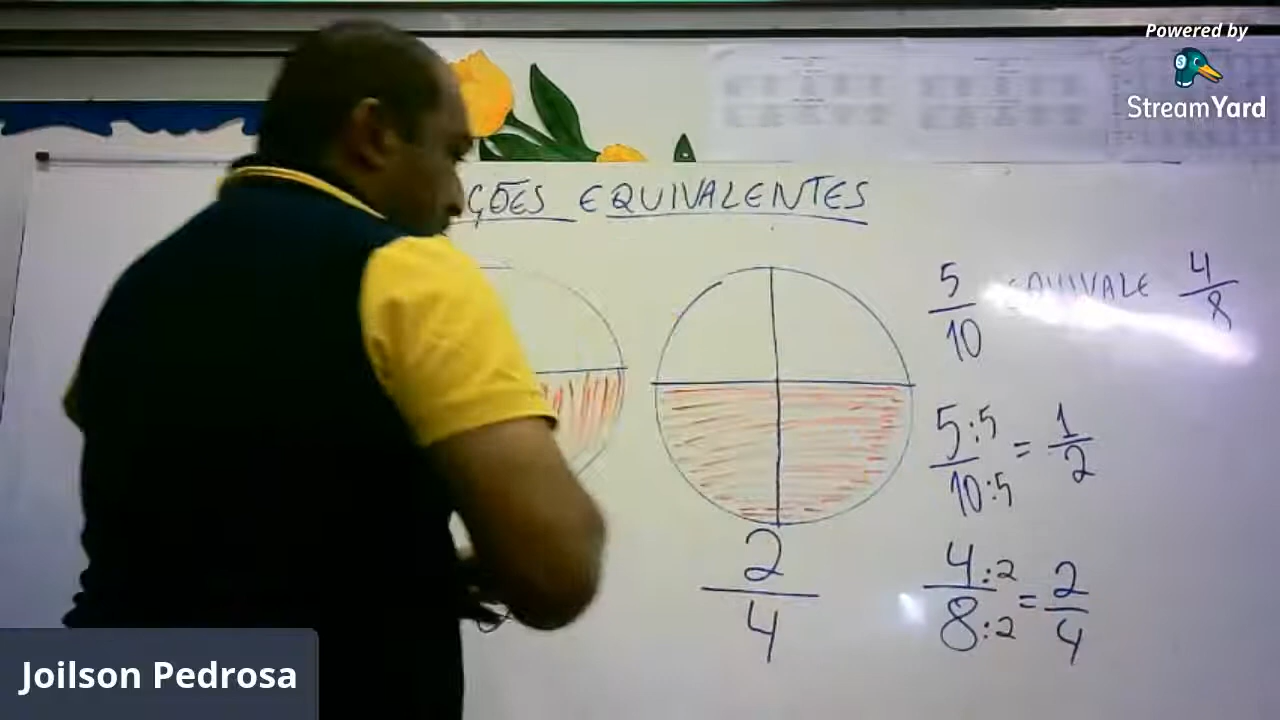 Powered by
StreamYard
ÇÕES EQUIVALENTES
5/10 EQUIVALE 4/8
5:5/10:5 = 1/2
2/4
4:2/8:2 = 2/4
Joilson Pedrosa